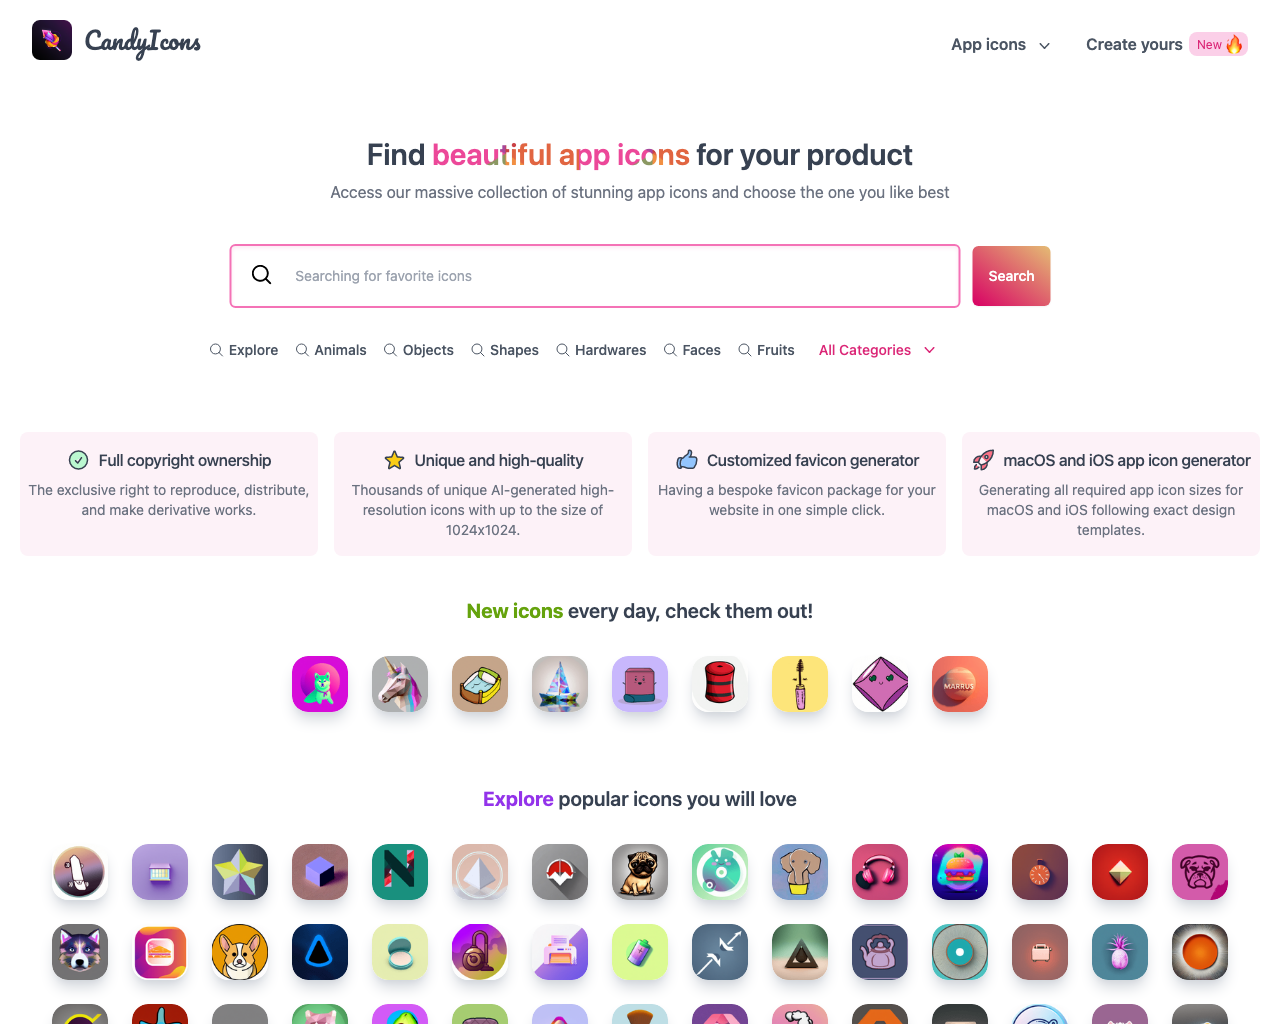 CandyIcons
App icons
Create yours New
Find beautiful app icons for your product
Access our massive collection of stunning app icons and choose the one you like best
Searching for favorite icons
Search
Explore Animals Objects Shapes Hardwares Faces Fruits All Categories
Full copyright ownership
The exclusive right to reproduce, distribute,
and make derivative works.
Unique and high-quality
Thousands of unique AI-generated high-
resolution icons with up to the size of
1024x1024.
Customized favicon generator
Having a bespoke favicon package for your
website in one simple click.
macOS and iOS app icon generator
Generating all required app icon sizes for
macOS and iOS following exact design
templates.
New icons every day, check them out!
MARRUS
Explore popular icons you will love
N